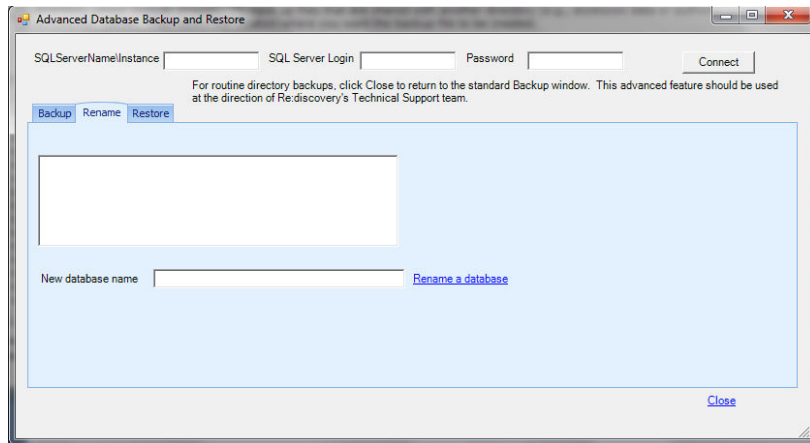 Advanced Database Backup and Restore
SQLServerName\Instance SQL Server Login Password Connect
For routine directory backups, click Close to return to the standard Backup window. This advanced feature should be used
at the direction of Re:discovery's Technical Support team.
Backup Rename Restore
New database name Rename a database
Close